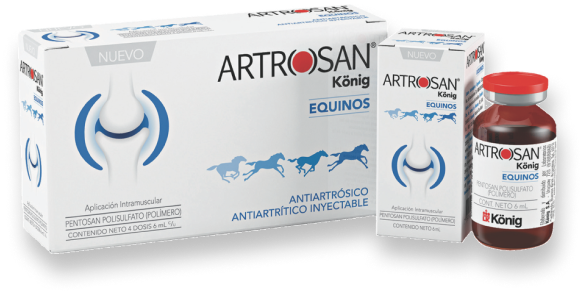 NUEVO
ARTROSAN®
König
EQUINOS
ANTIARTRÓSICO
ANTIARTRÍTICO INYECTABLE
Aplicación Intramuscular
PENTOSAN POLISULFATO (POLÍMERO)
CONTENIDO NETO 4 DOSIS 6 mL
NUEVO
ARTROSAN®
König
EQUINOS
Aplicación Intramuscular
PENTOSAN POLISULFATO (POLÍMERO)
CONTENIDO NETO 6 mL
ARTROSAN
König
EQUINOS
PENTOSAN POLISULFATO
(POLÍMERO)
CONT. NETO 6 mL
König